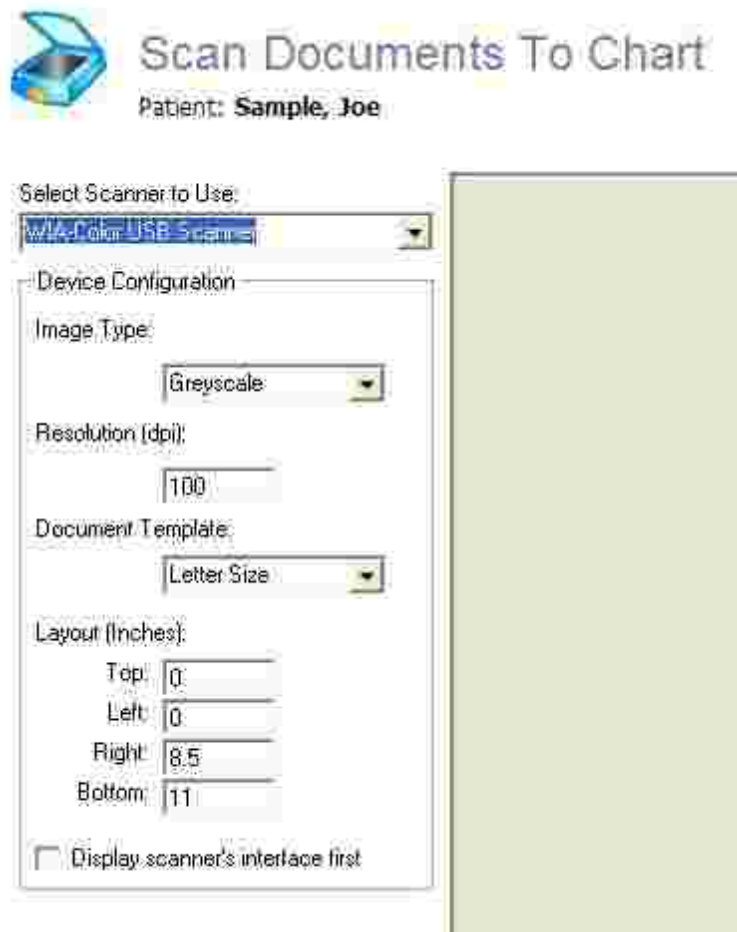 Scan Documents To Chart
Patient: Sample, Joe
Select Scanner to Use:
WIA-Color USB Scanner
Device Configuration
Image Type:
Greyscale
Resolution (dpi):
100
Document Template:
Letter Size
Layout (Inches):
Top: 0
Left: 0
Right: 8.5
Bottom: 11
Display scanner's interface first